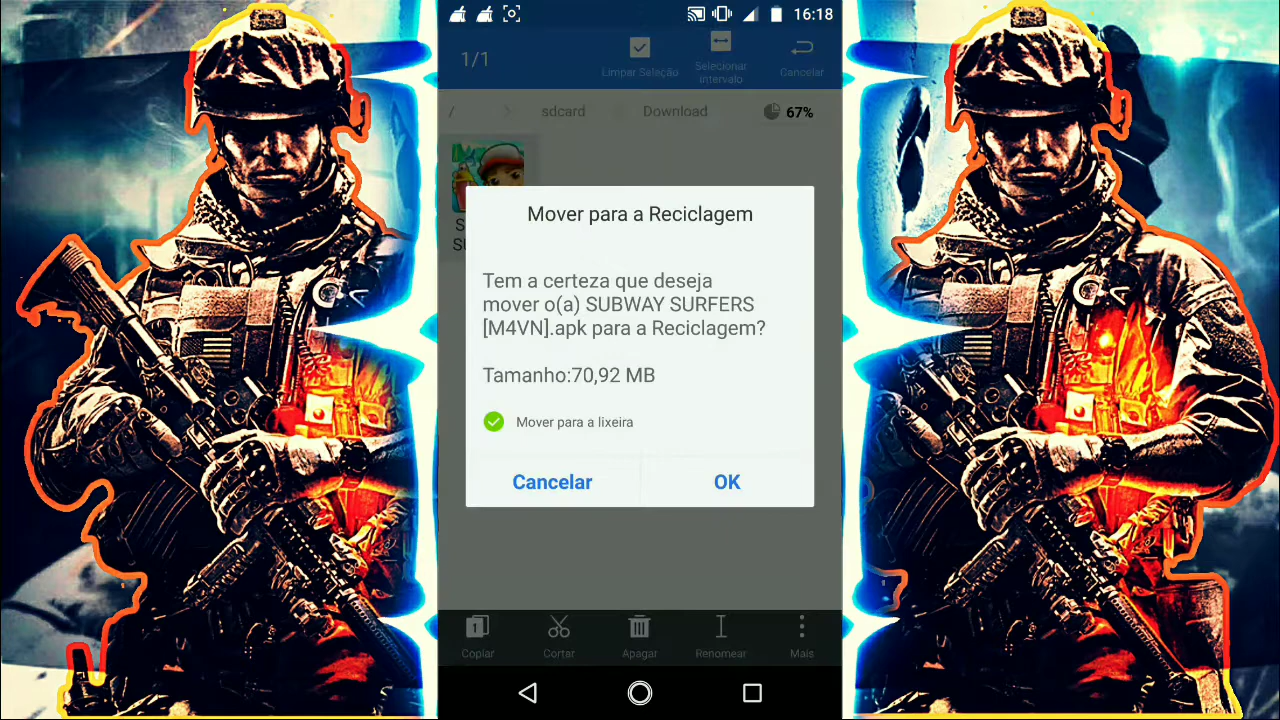 16:18
1/1
Limpar Seleção
Selecionar
intervalo
Cancelar
/ sdcard Download 67%
Mover para a Reciclagem
Tem a certeza que deseja
mover o(a) SUBWAY SURFERS
[M4VN].apk para a Reciclagem?
Tamanho:70,92 MB
Mover para a lixeira
Cancelar OK
1
Copiar Cortar Apagar Renomear Mais